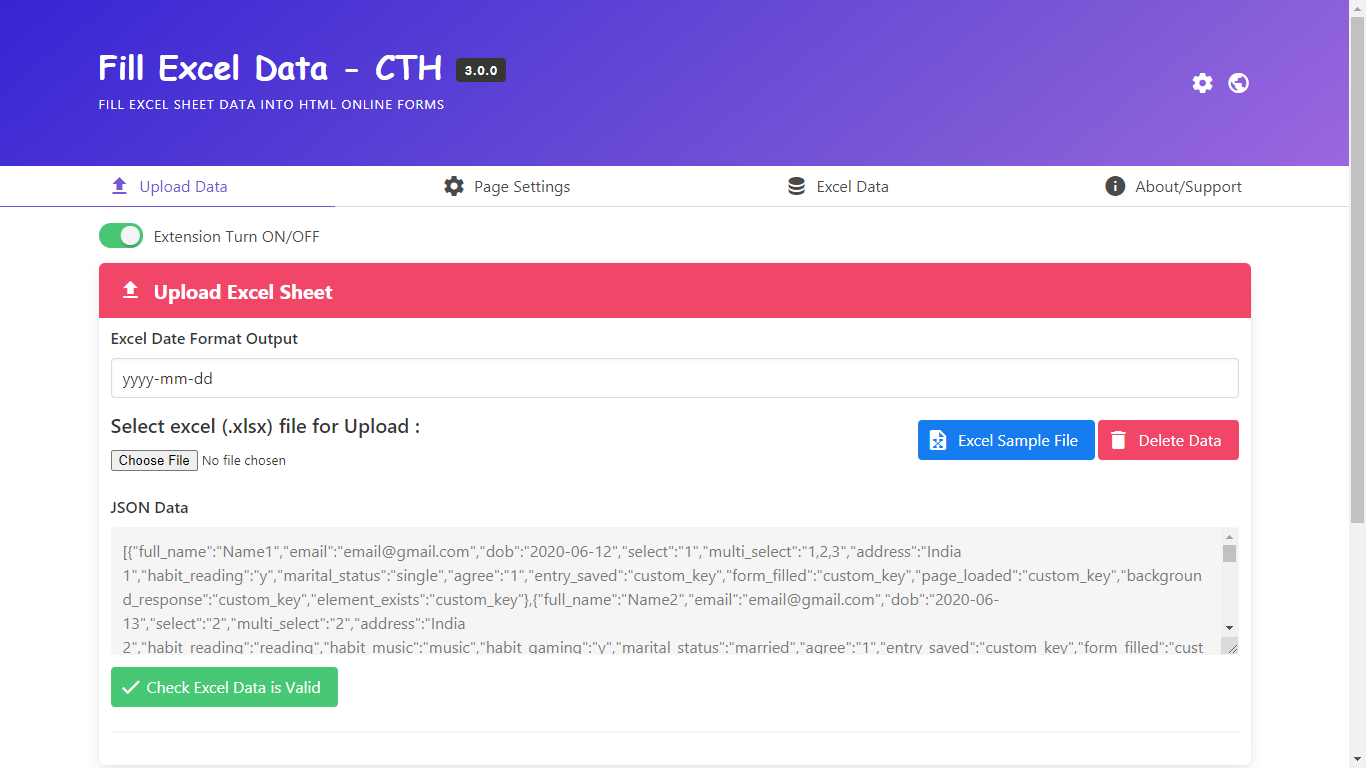 Fill Excel Data - CTH 3.0.0
FILL EXCEL SHEET DATA INTO HTML ONLINE FORMS
Upload Data Page Settings Excel Data About/Support
Extension Turn ON/OFF
Upload Excel Sheet
Excel Date Format Output
yyyy-mm-dd
Select excel (.xlsx) file for Upload :
Excel Sample File Delete Data
Choose File No file chosen
JSON Data
[{"full_name":"Name1","email":"email@gmail.com","dob":"2020-06-12","select":"1","multi_select":"1,2,3","address":"India
1","habit_reading":"y","marital_status":"single","agree":"1","entry_saved":"custom_key","form_filled":"custom_key","page_loaded":"custom_key","backgroun
d_response":"custom_key","element_exists":"custom_key"},{"full_name":"Name2","email":"email@gmail.com","dob":"2020-06-
13","select":"2","multi_select":"2","address":"India
2","habit_reading":"reading","habit_music":"music","habit_gaming":"y","marital_status":"married","agree":"1","entry_saved":"custom_key","form_filled":"cust
Check Excel Data is Valid